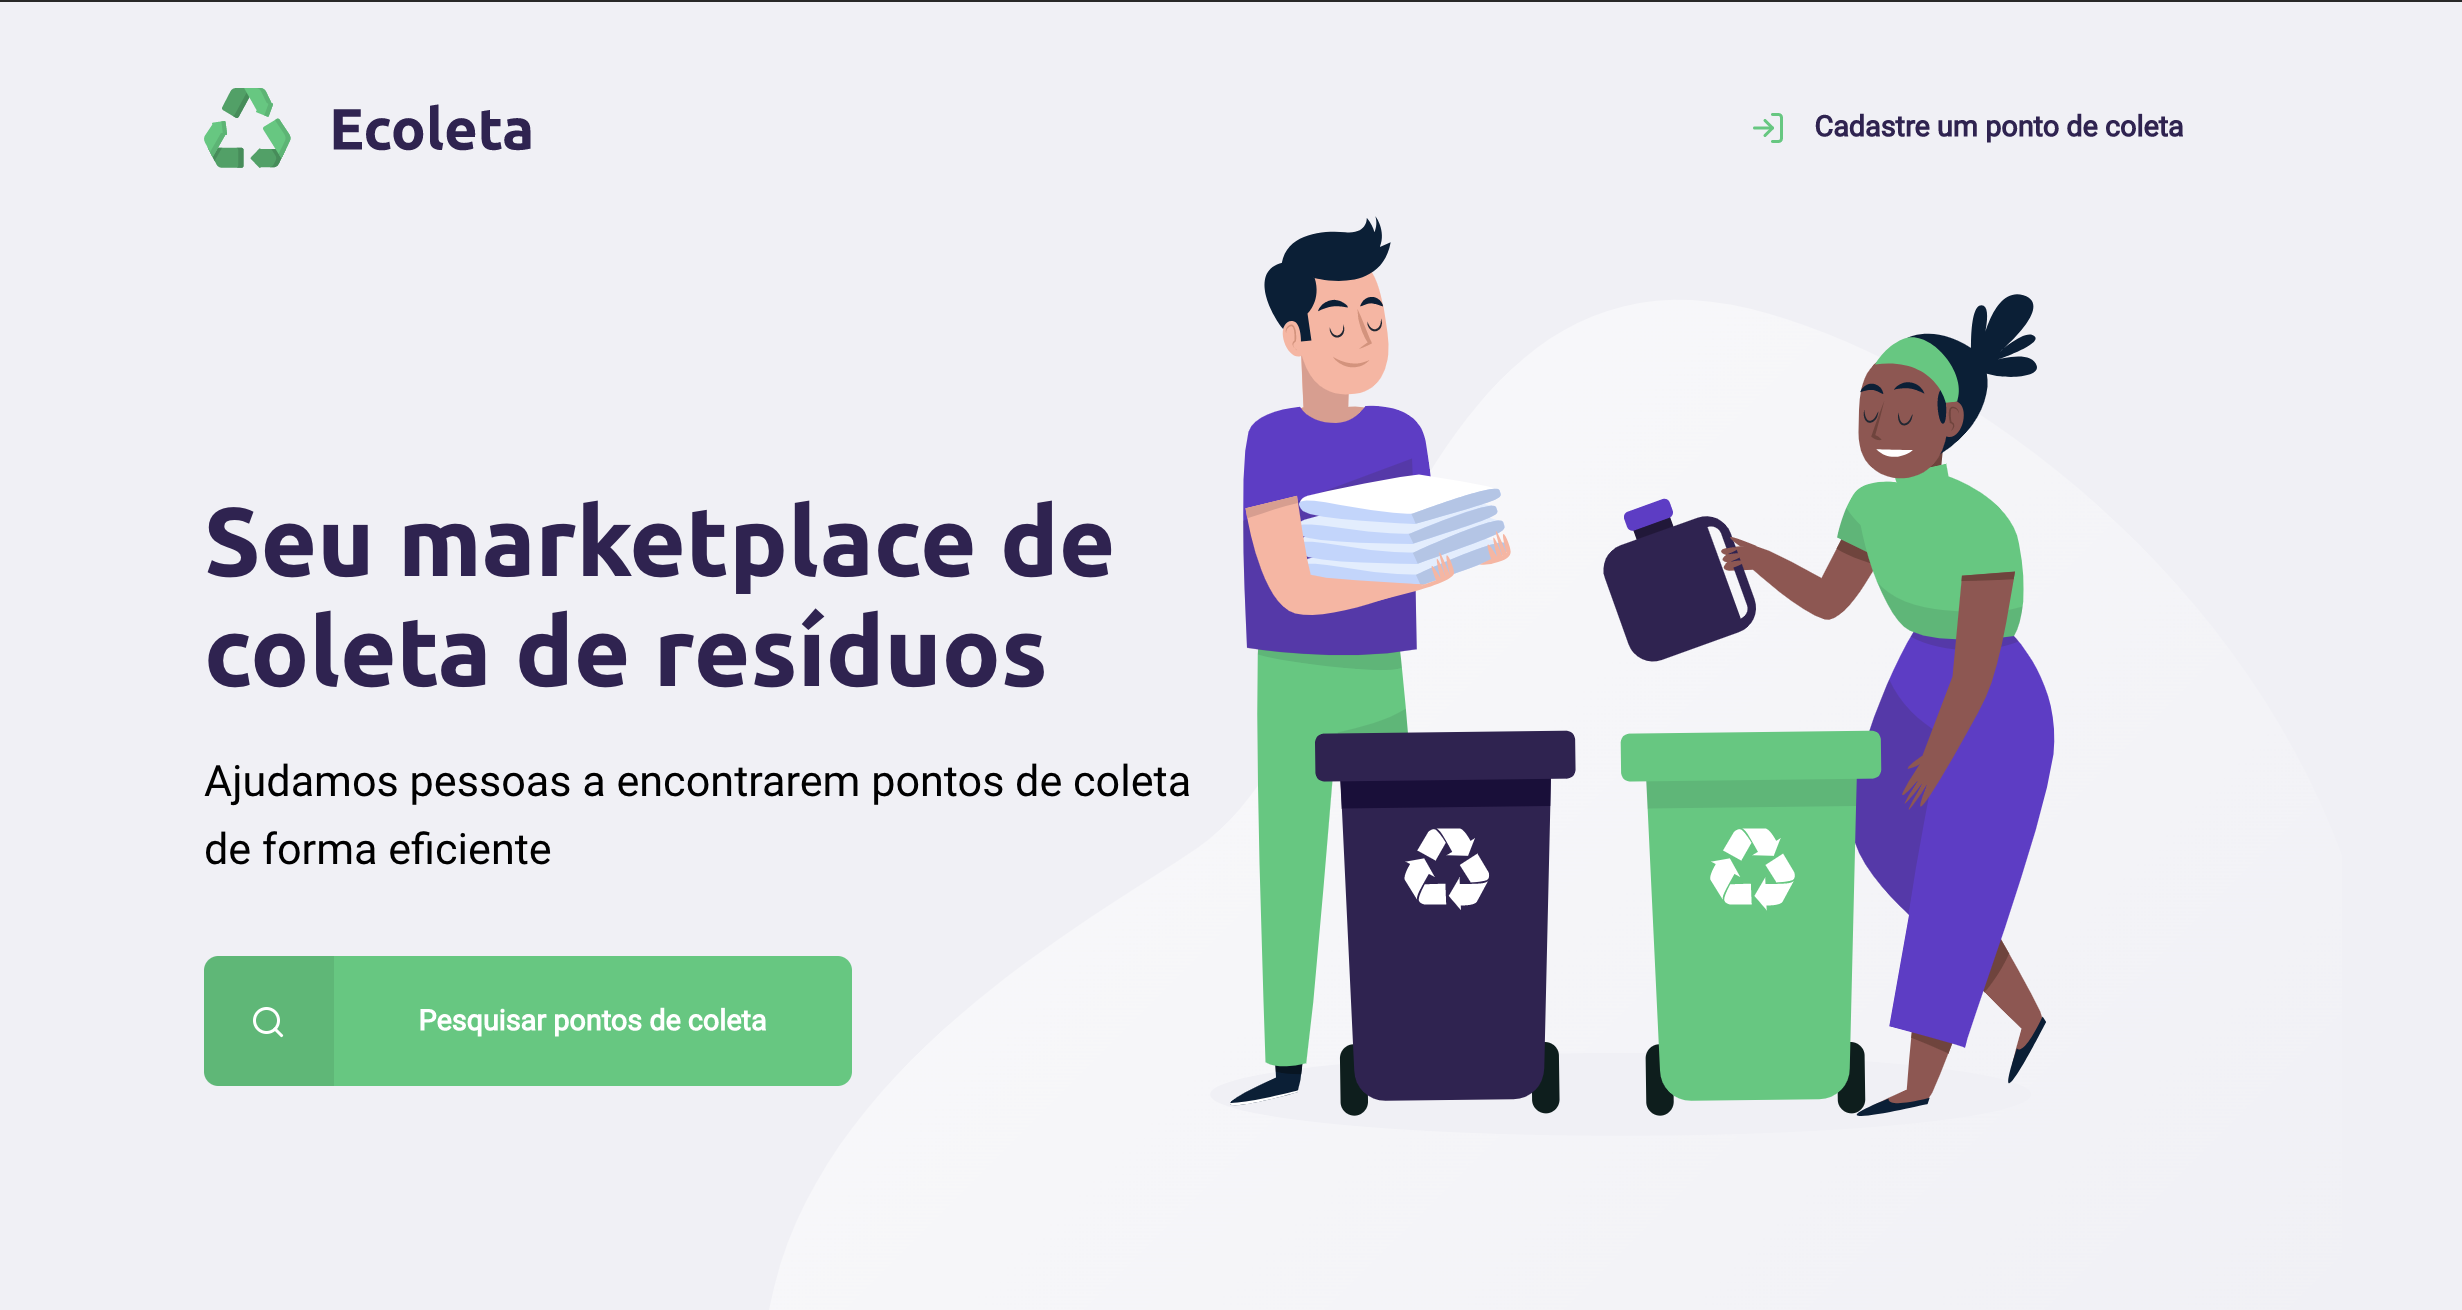 Ecoleta
Cadastre um ponto de coleta
Seu marketplace de
coleta de resíduos
Ajudamos pessoas a encontrarem pontos de coleta
de forma eficiente
Pesquisar pontos de coleta